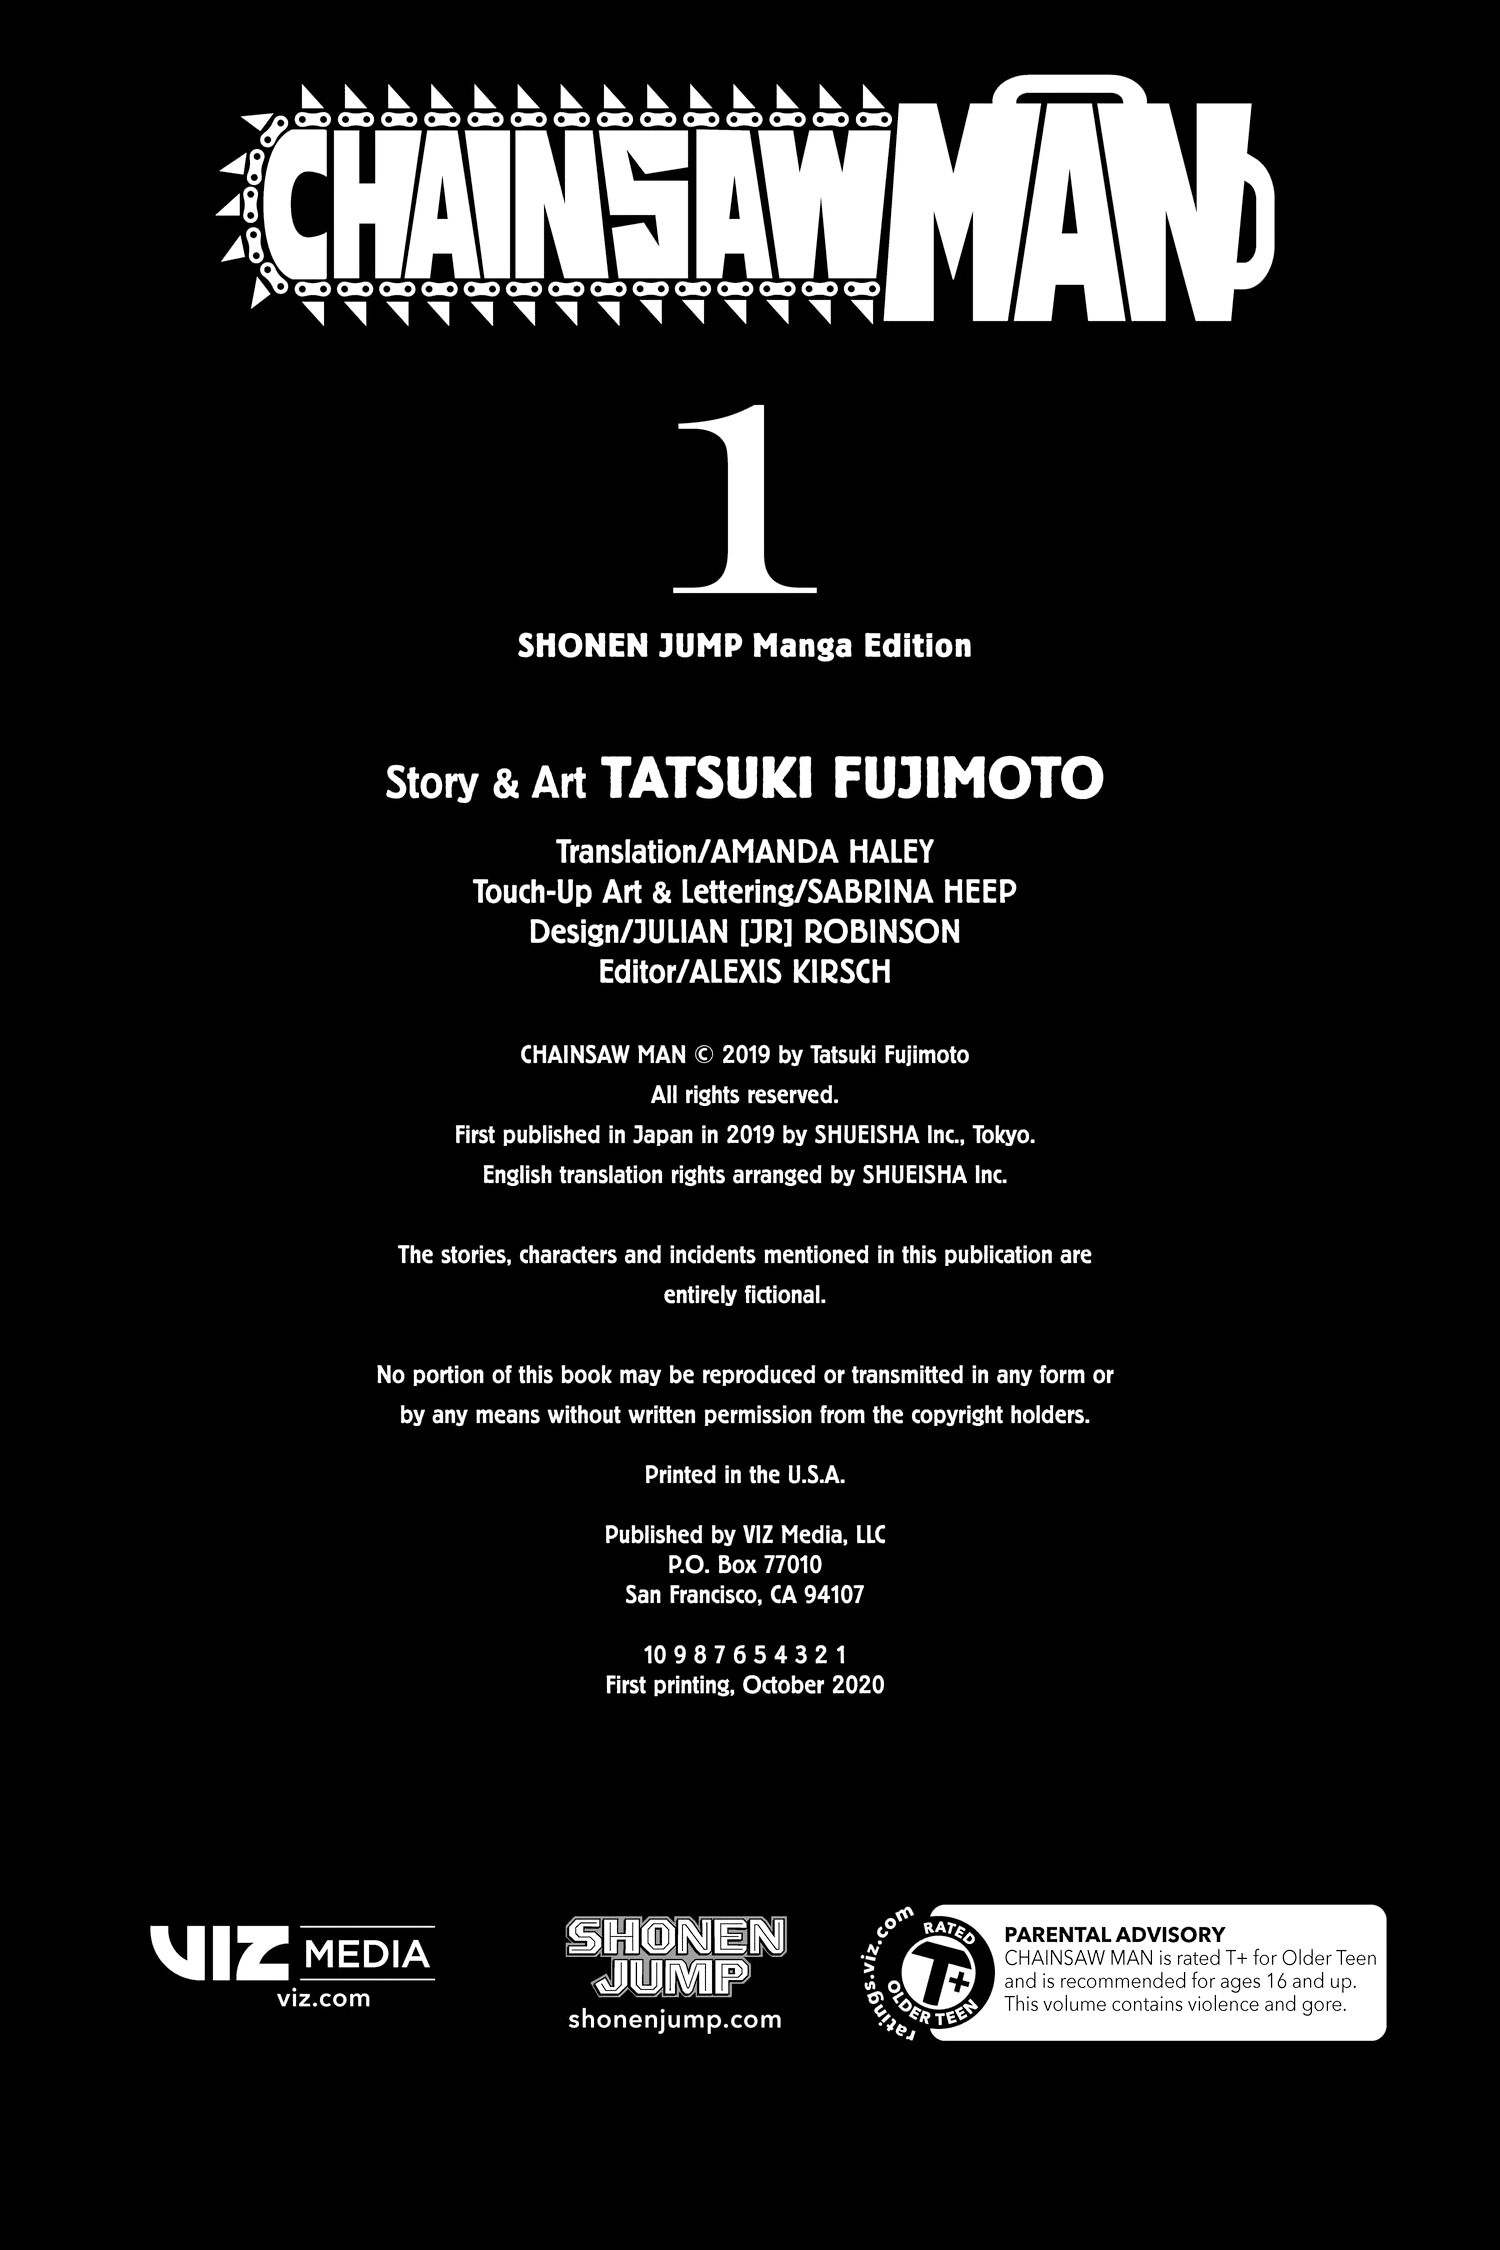 CHAINSAW MAN
1
SHONEN JUMP Manga Edition
Story & Art TATSUKI FUJIMOTO
Translation/AMANDA HALEY
Touch-Up Art & Lettering/SABRINA HEEP
Design/JULIAN [JR] ROBINSON
Editor/ALEXIS KIRSCH
CHAINSAW MAN © 2019 by Tatsuki Fujimoto
All rights reserved.
First published in Japan in 2019 by SHUEISHA Inc., Tokyo.
English translation rights arranged by SHUEISHA Inc.
The stories, characters and incidents mentioned in this publication are
entirely fictional.
No portion of this book may be reproduced or transmitted in any form or
by any means without written permission from the copyright holders.
Printed in the U.S.A.
Published by VIZ Media, LLC
P.O. Box 77010
San Francisco, CA 94107
10 9 8 7 6 5 4 3 2 1
First printing, October 2020
VIZ MEDIA
viz.com
SHONEN
JUMP
shonenjump.com
ratings.viz.com
RATED
T+
OLDER TEEN
PARENTAL ADVISORY
CHAINSAW MAN is rated T+ for Older Teen
and is recommended for ages 16 and up.
This volume contains violence and gore.